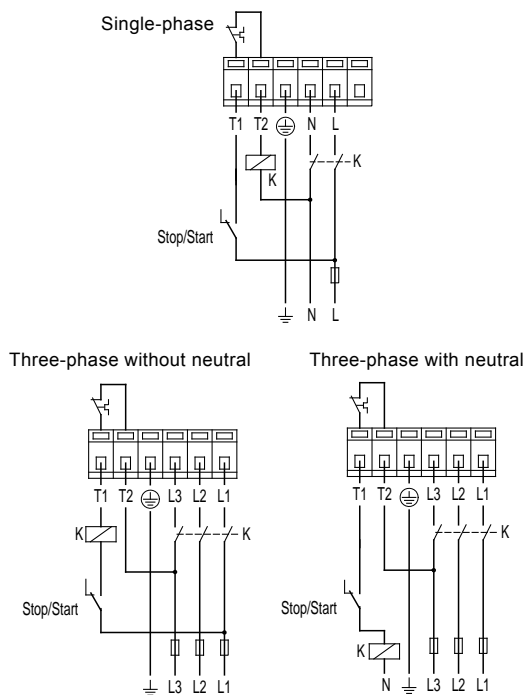 Single-phase
T1 T2 N L
K
K
Stop/Start
N L
Three-phase without neutral
T1 T2 L3 L2 L1
K
K
Stop/Start
L3 L2 L1
Three-phase with neutral
T1 T2 L3 L2 L1
K
Stop/Start
K
N L3 L2 L1